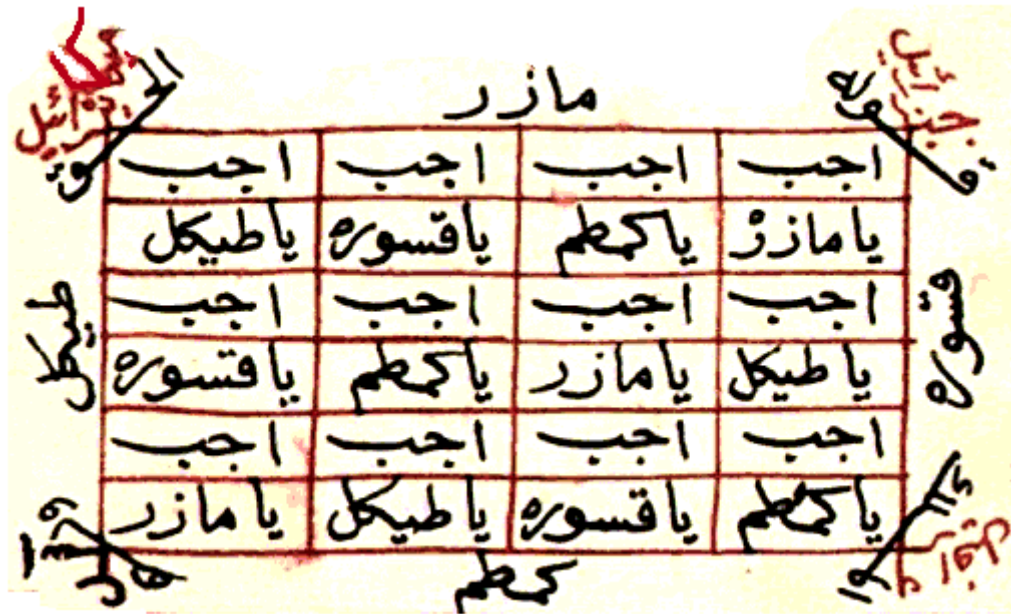 مازر
اجب اجب اجب اجب
يا مازر يا كمطم يا قسوره يا طيكل
اجب اجب اجب اجب
يا طيكل يا مازر يا كمطم يا قسوره
اجب اجب اجب اجب
يا كمطم يا قسوره يا طيكل يا مازر
كمطم
قسوره
طيكل